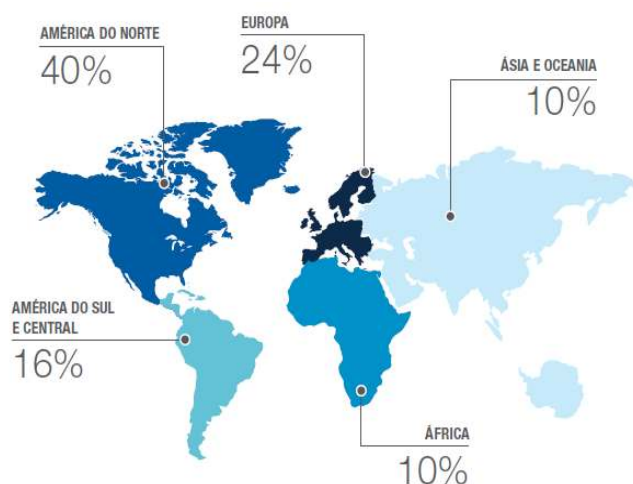 AMÉRICA DO NORTE
40%
EUROPA
24%
ÁSIA E OCEANIA
10%
AMÉRICA DO SUL
E CENTRAL
16%
ÁFRICA
10%